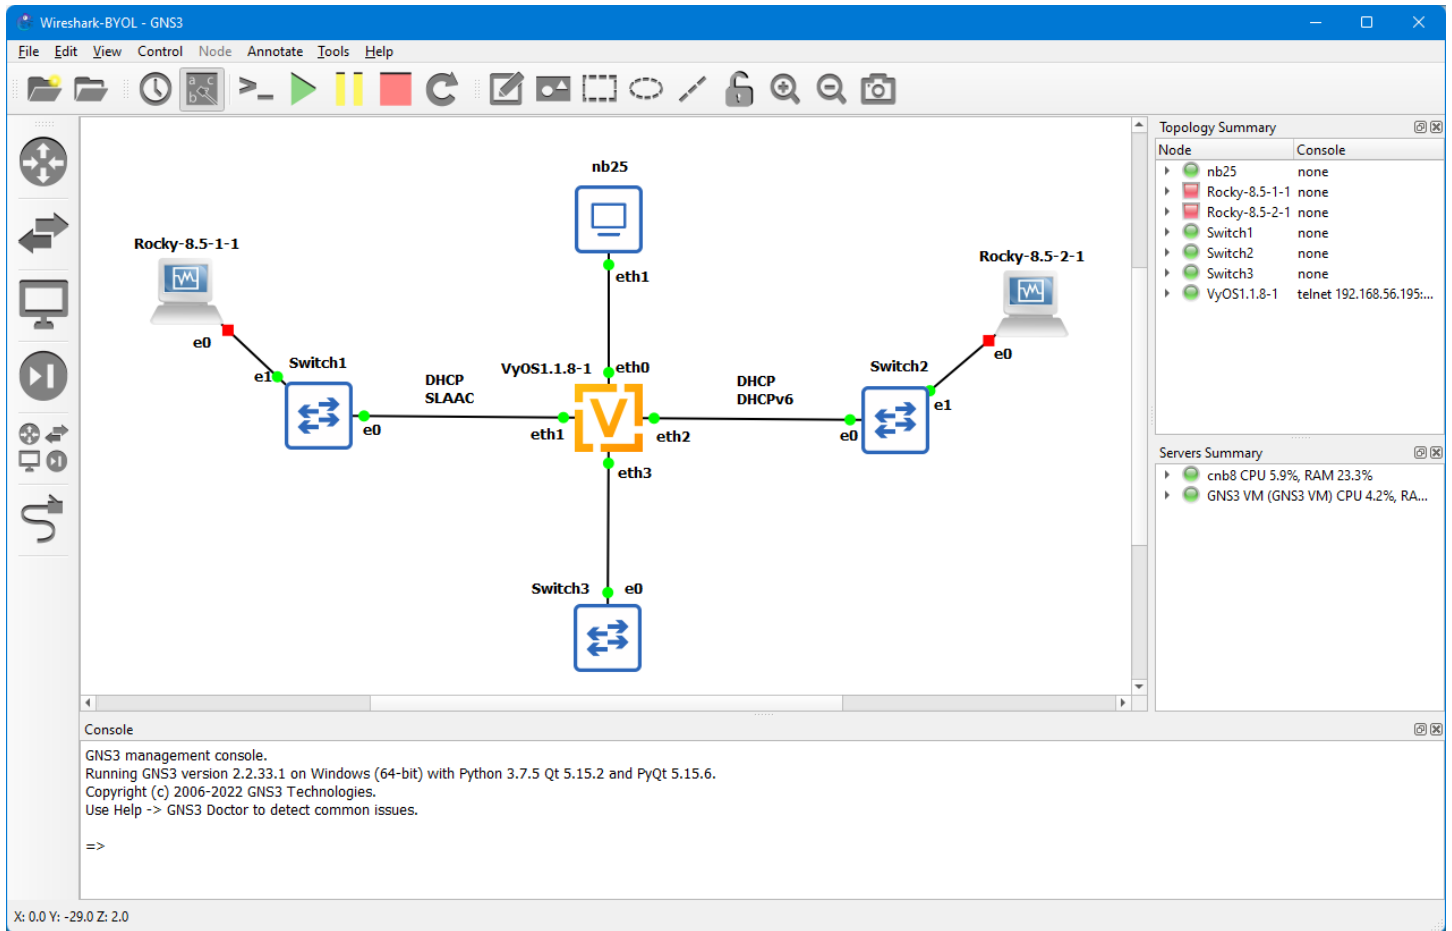 Wireshark-BYOL - GNS3
File Edit View Control Node Annotate Tools Help
nb25
eth1
Rocky-8.5-1-1
e0
Switch1
e1
e0
DHCP
SLAAC
VyOS1.1.8-1
eth0
eth1
eth2
eth3
DHCP
DHCPv6
Rocky-8.5-2-1
e0
Switch2
e1
e0
Switch3
e0
Topology Summary
Node Console
nb25 none
Rocky-8.5-1-1 none
Rocky-8.5-2-1 none
Switch1 none
Switch2 none
Switch3 none
VyOS1.1.8-1 telnet 192.168.56.195:...
Servers Summary
cnb8 CPU 5.9%, RAM 23.3%
GNS3 VM (GNS3 VM) CPU 4.2%, RA...
Console
GNS3 management console.
Running GNS3 version 2.2.33.1 on Windows (64-bit) with Python 3.7.5 Qt 5.15.2 and PyQt 5.15.6.
Copyright (c) 2006-2022 GNS3 Technologies.
Use Help -> GNS3 Doctor to detect common issues.
=>
X: 0.0 Y: -29.0 Z: 2.0